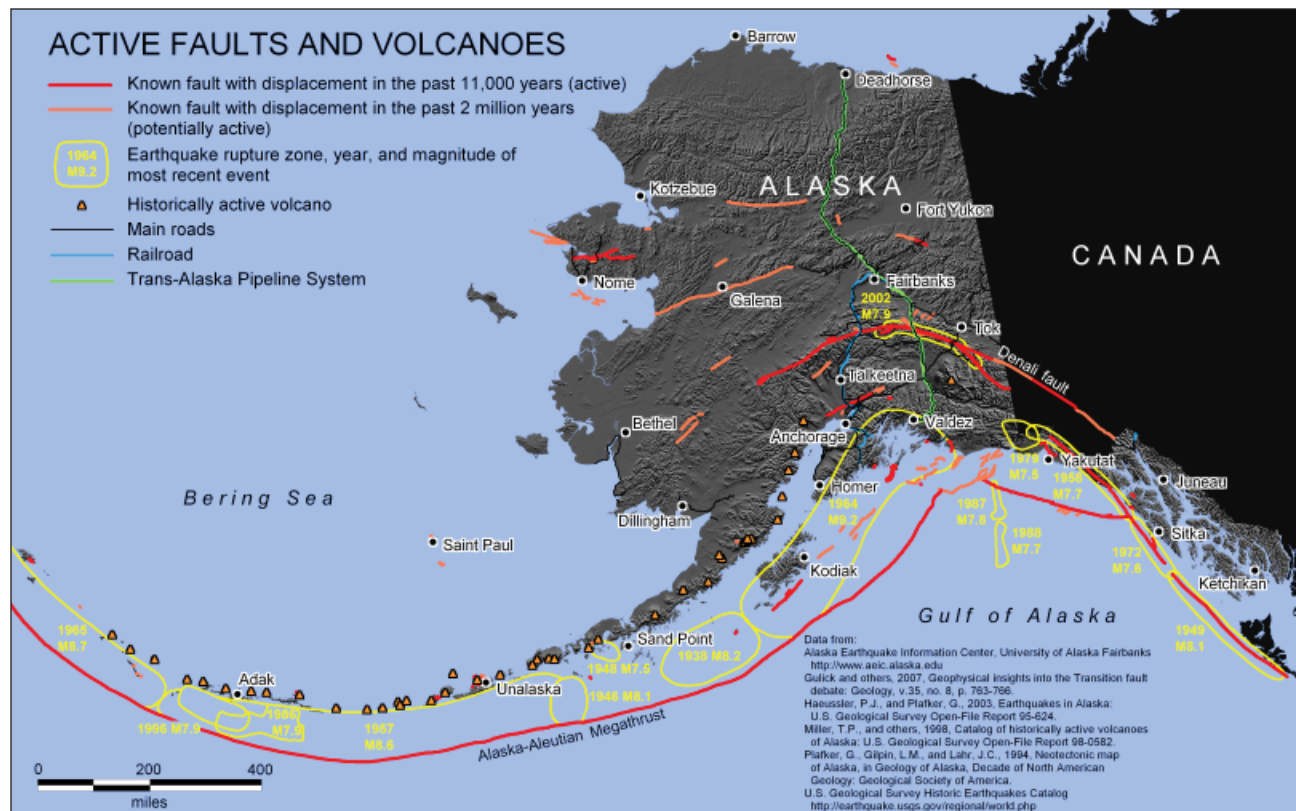 ACTIVE FAULTS AND VOLCANOES
Known fault with displacement in the past 11,000 years (active)
Known fault with displacement in the past 2 million years
(potentially active)
1964
M9.2
Earthquake rupture zone, year, and magnitude of
most recent event
Historically active volcano
Main roads
Railroad
Trans-Alaska Pipeline System
Barrow
Deadhorse
Kotzebue
ALASKA
Fort Yukon
CANADA
Nome
Galena
Fairbanks
2002
M7.9
Tok
Denali fault
Talkeetna
Bethel
Anchorage
Valdez
Yakutat
1979
M7.5
1958
M7.7
Juneau
Bering Sea
Homer
Dillingham
1964
M9.2
1987
M7.8
1988
M7.7
Sitka
1972
M7.6
Saint Paul
Kodiak
Ketchikan
Gulf of Alaska
1949
M8.1
1965
M8.7
Sand Point
1948 M7.5
1938 M8.2
Adak
Unalaska
1946 M8.1
1996 M7.9
M7.9
1957
M8.6
Alaska-Aleutian Megathrust
0 200 400
miles
Data from:
Alaska Earthquake Information Center, University of Alaska Fairbanks
http://www.aeic.alaska.edu
Gulick and others, 2007, Geophysical insights into the Transition fault
debate: Geology, v.35, no. 8, p. 763-766.
Haeussler, P.J., and Plafker, G., 2003, Earthquakes in Alaska:
U.S. Geological Survey Open-File Report 95-624.
Miller, T.P., and others, 1998, Catalog of historically active volcanoes
of Alaska: U.S. Geological Survey Open-File Report 98-0582.
Plafker, G., Gilpin, L.M., and Lahr, J.C., 1994, Neotectonic map
of Alaska, in Geology of Alaska, Decade of North American
Geology: Geological Society of America.
U.S. Geological Survey Historic Earthquakes Catalog
http://earthquake.usgs.gov/regional/world.php